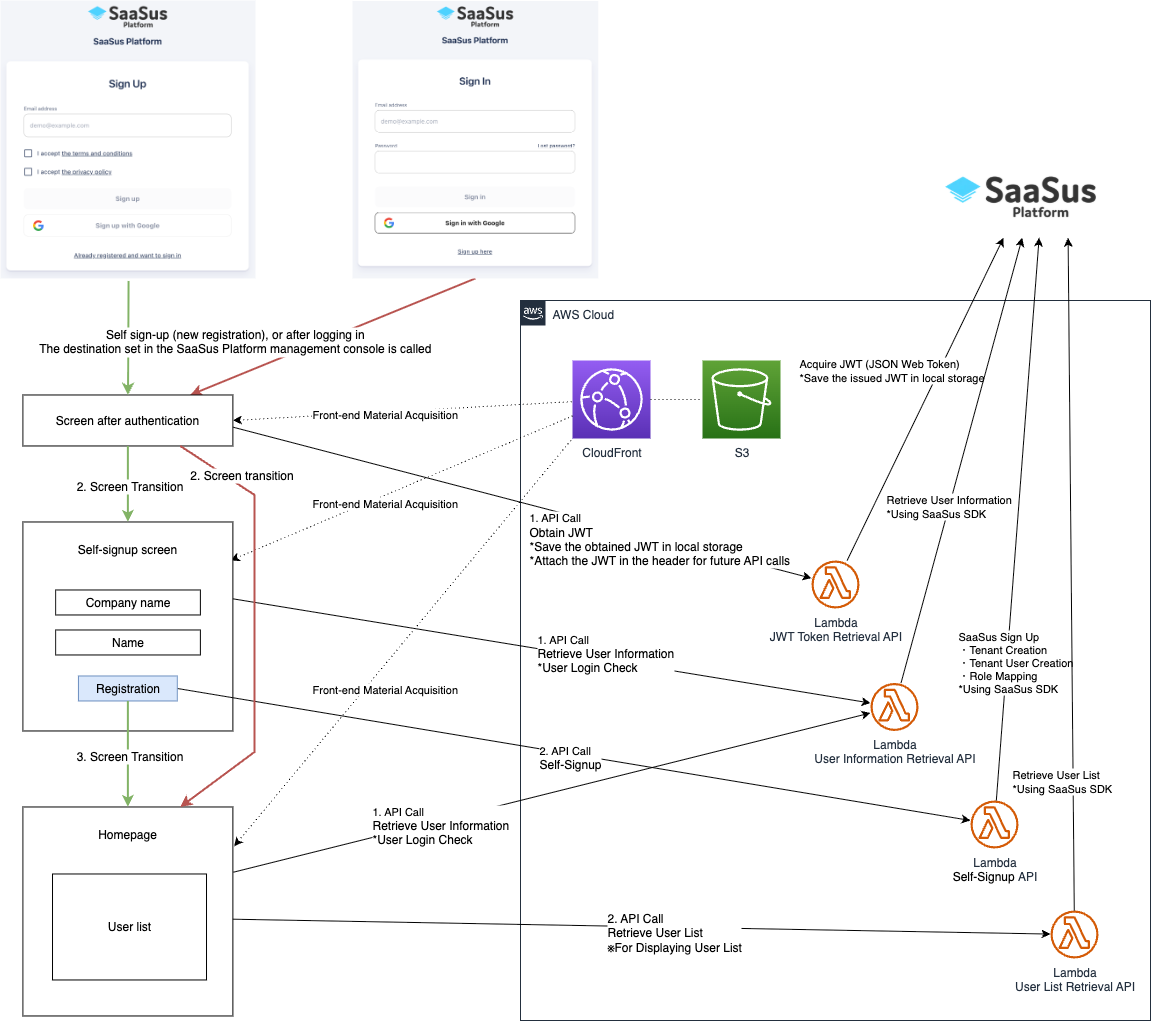 SaaSus
Platform
SaaSus Platform
Sign Up
Email address
demo@example.com
I accept the terms and conditions
I accept the privacy policy
Sign up
Sign up with Google
Already registered and want to sign in
SaaSus
Platform
SaaSus Platform
Sign In
Email address
demo@example.com
Password
Lost password?
Sign in
Sign in with Google
Sign up here
SaaSus
Platform
Self sign-up (new registration), or after logging in
The destination set in the SaaSus Platform management console is called
aws
AWS Cloud
CloudFront
S3
Acquire JWT (JSON Web Token)
*Save the issued JWT in local storage
Screen after authentication
Front-end Material Acquisition
2. Screen Transition
2. Screen transition
Front-end Material Acquisition
Retrieve User Information
*Using SaaSus SDK
1. API Call
Obtain JWT
*Save the obtained JWT in local storage
*Attach the JWT in the header for future API calls
Lambda
JWT Token Retrieval API
Self-signup screen
Company name
Name
Registration
1. API Call
Retrieve User Information
*User Login Check
SaaSus Sign Up
・Tenant Creation
・Tenant User Creation
・Role Mapping
*Using SaaSus SDK
Front-end Material Acquisition
Lambda
User Information Retrieval API
3. Screen Transition
2. API Call
Self-Signup
Retrieve User List
*Using SaaSus SDK
1. API Call
Retrieve User Information
*User Login Check
Lambda
Self-Signup API
Homepage
User list
2. API Call
Retrieve User List
※For Displaying User List
Lambda
User List Retrieval API